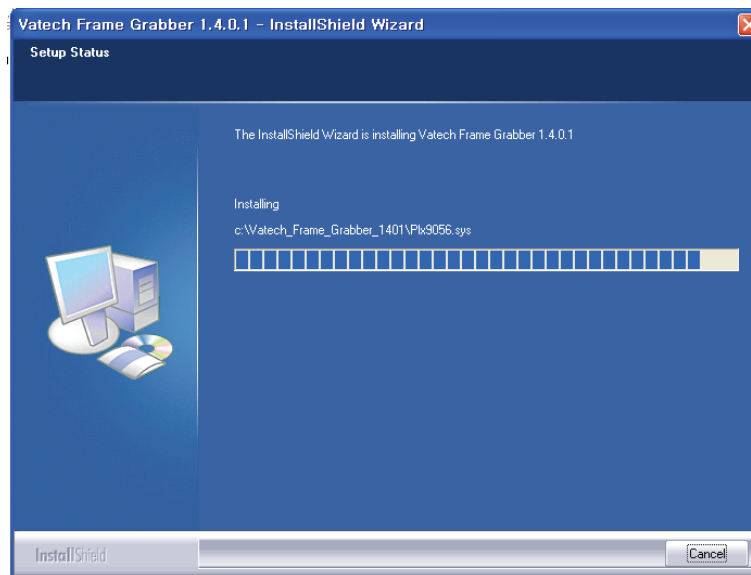 Vatech Frame Grabber 1.4.0.1 - InstallShield Wizard
Setup Status
The InstallShield Wizard is installing Vatech Frame Grabber 1.4.0.1
Installing
c:\Vatech_Frame_Grabber_1401\Plx9056.sys
InstallShield
Cancel